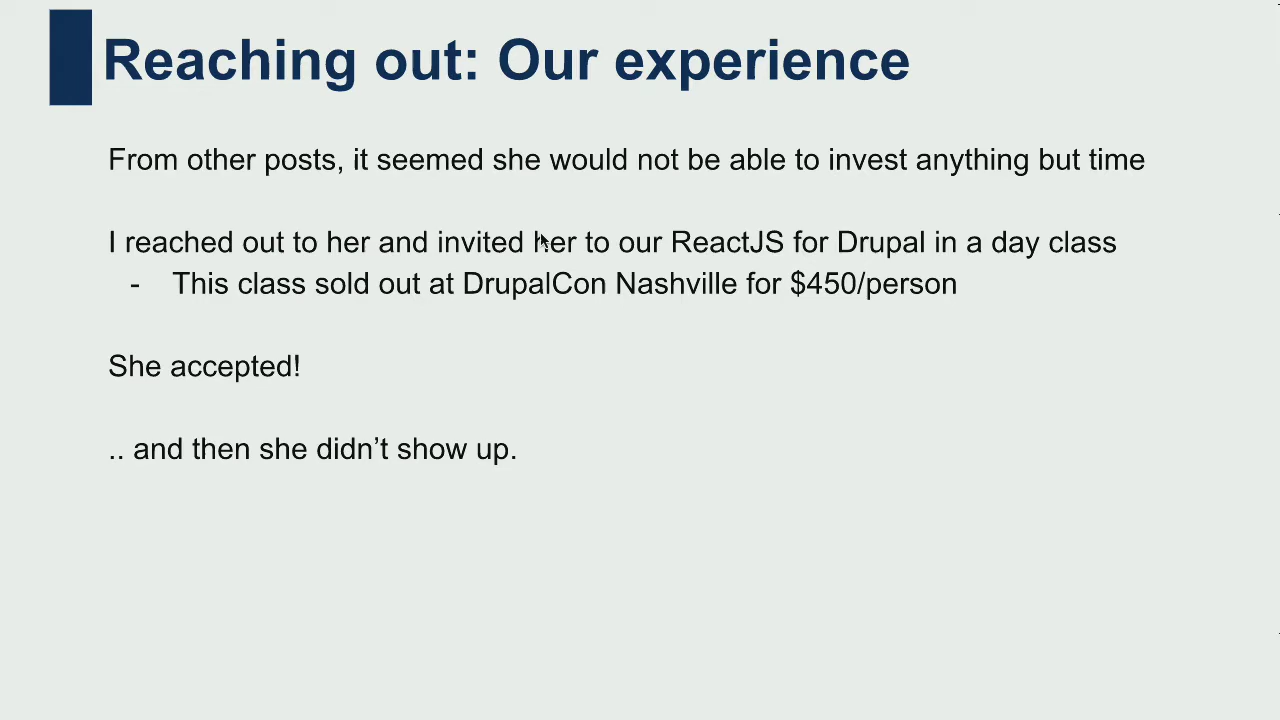 Reaching out: Our experience
From other posts, it seemed she would not be able to invest anything but time
I reached out to her and invited her to our ReactJS for Drupal in a day class
- This class sold out at DrupalCon Nashville for $450/person
She accepted!
.. and then she didn’t show up.